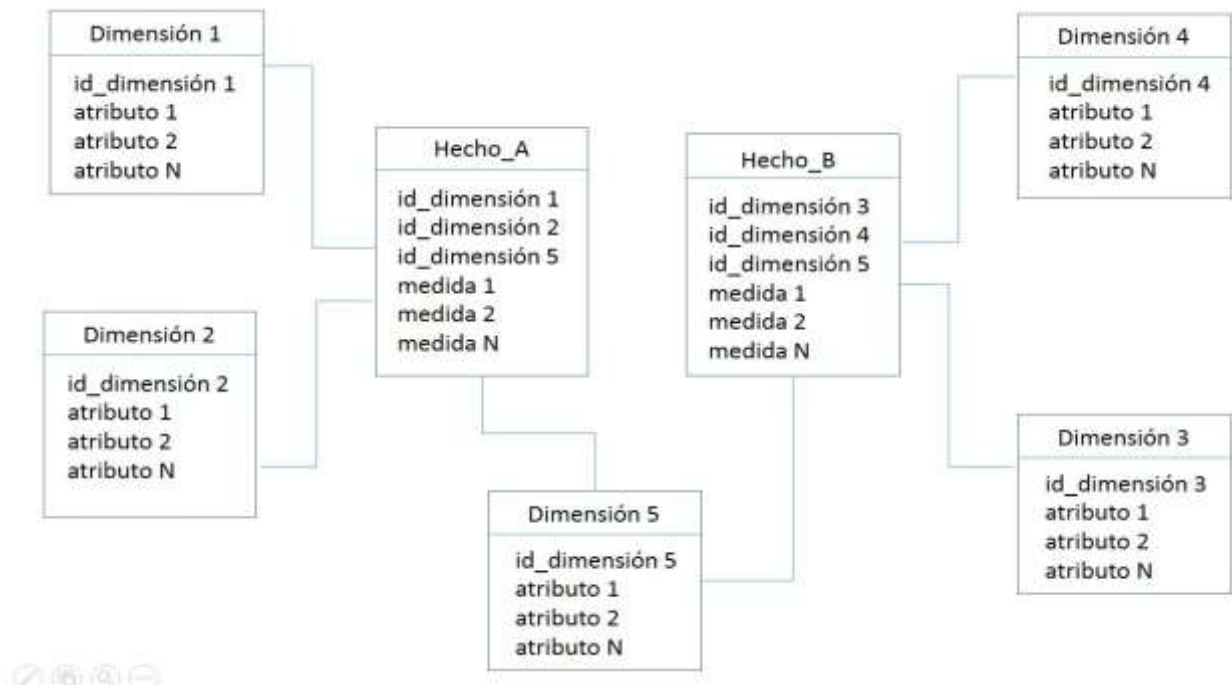 Dimensión 1
id_dimensión 1
atributo 1
atributo 2
atributo N
Dimensión 2
id_dimensión 2
atributo 1
atributo 2
atributo N
Hecho_A
id_dimensión 1
id_dimensión 2
id_dimensión 5
medida 1
medida 2
medida N
Dimensión 5
id_dimensión 5
atributo 1
atributo 2
atributo N
Hecho_B
id_dimensión 3
id_dimensión 4
id_dimensión 5
medida 1
medida 2
medida N
Dimensión 4
id_dimensión 4
atributo 1
atributo 2
atributo N
Dimensión 3
id_dimensión 3
atributo 1
atributo 2
atributo N